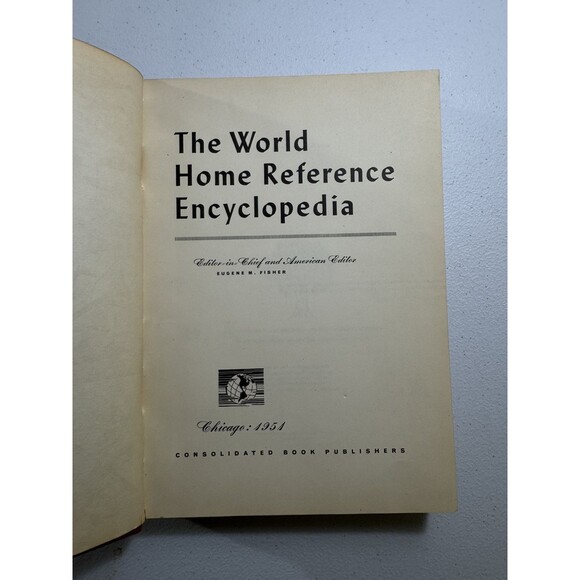 The World
Home Reference
Encyclopedia
Editor-in-Chief and American Editor
EUGENE M. FISHER
Chicago: 1951
CONSOLIDATED BOOK PUBLISHERS